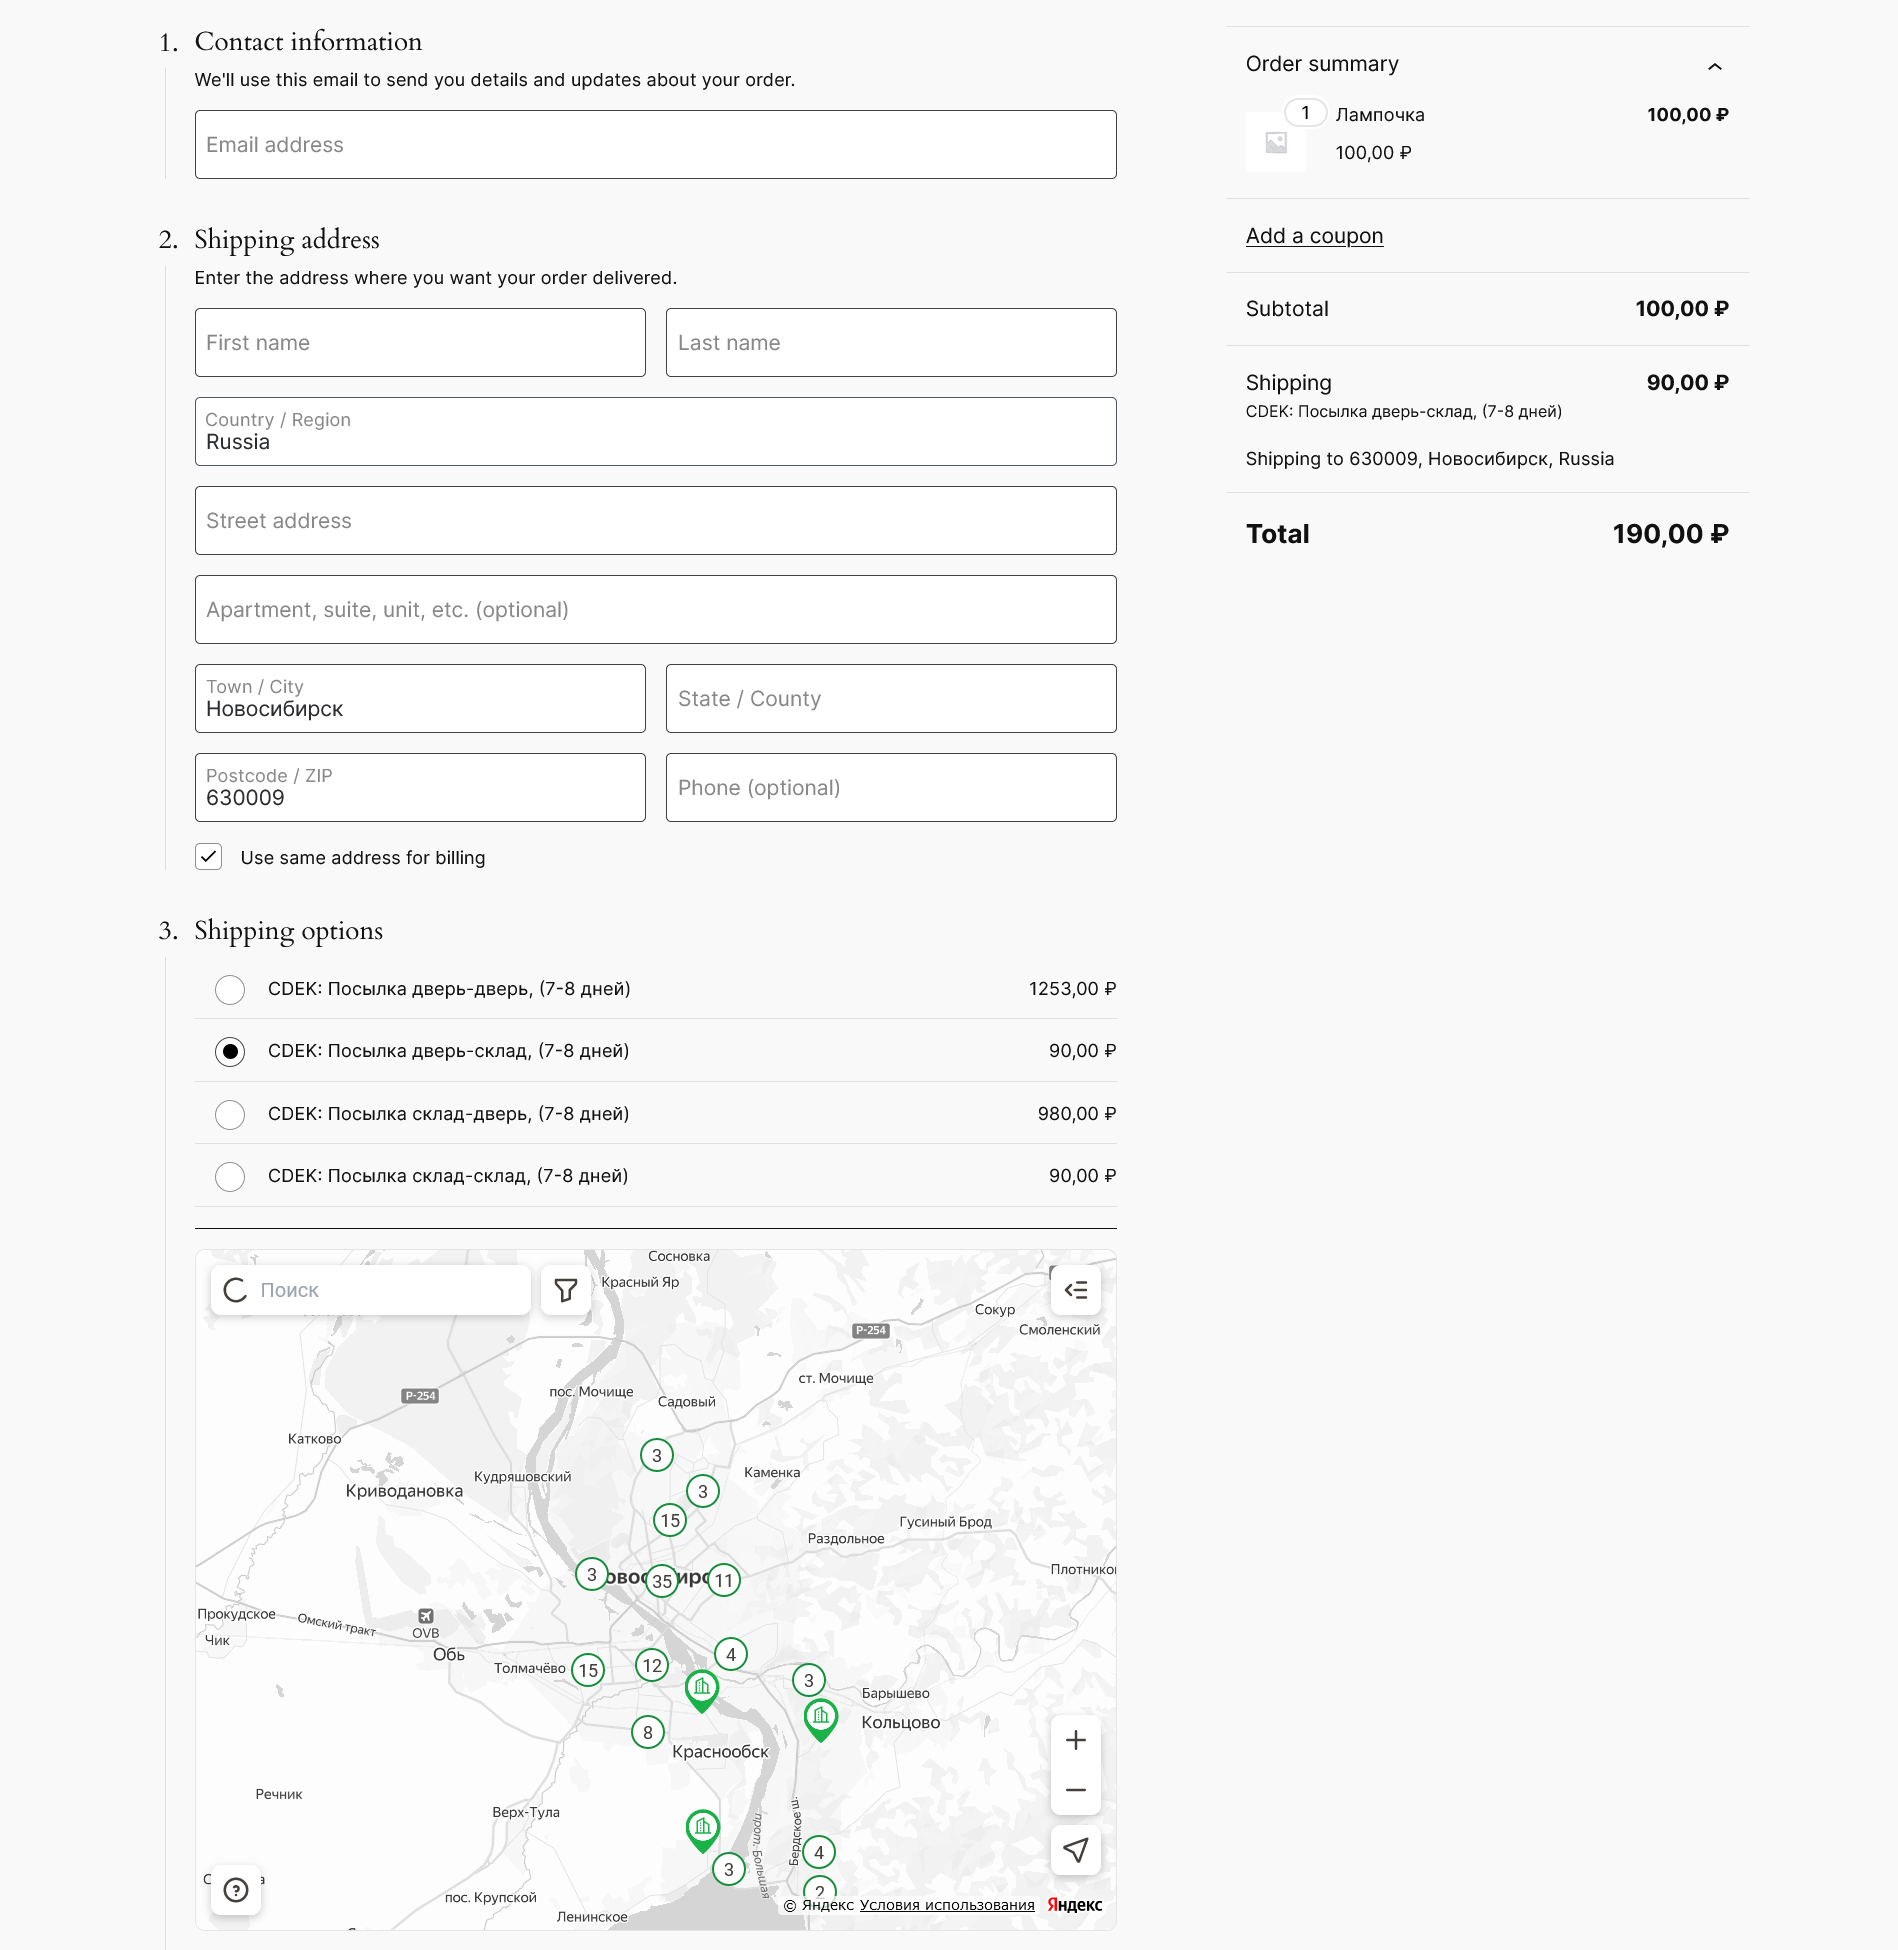 1. Contact information
We'll use this email to send you details and updates about your order.
Email address
2. Shipping address
Enter the address where you want your order delivered.
First name
Last name
Country / Region
Russia
Street address
Apartment, suite, unit, etc. (optional)
Town / City
Новосибирск
State / County
Postcode / ZIP
630009
Phone (optional)
Use same address for billing
3. Shipping options
CDEK: Посылка дверь-дверь, (7-8 дней) 1253,00 ₽
CDEK: Посылка дверь-склад, (7-8 дней) 90,00 ₽
CDEK: Посылка склад-дверь, (7-8 дней) 980,00 ₽
CDEK: Посылка склад-склад, (7-8 дней) 90,00 ₽
Сосновка
Поиск
Красный Яр
Сокур
Смоленский
Р-254
ст. Мочище
пос. Мочище
Р-254
Садовый
Катково
3
Каменка
Кудряшовский
Криводановка
3
15
Гусиный Брод
Раздольное
Плотников
3
35
11
Прокудское
Омский тракт
OVB
Чик
Обь
4
Толмачёво
15
12
3
Барышево
Кольцово
8
Краснообск
Речник
Верх-Тула
прот. Большая
Бердское ш.
4
3
2
пос. Крупской
Ленинское
© Яндекс Условия использования Яндекс
Order summary
1
Лампочка 100,00 ₽
100,00 ₽
Add a coupon
Subtotal 100,00 ₽
Shipping 90,00 ₽
CDEK: Посылка дверь-склад, (7-8 дней)
Shipping to 630009, Новосибирск, Russia
Total 190,00 ₽